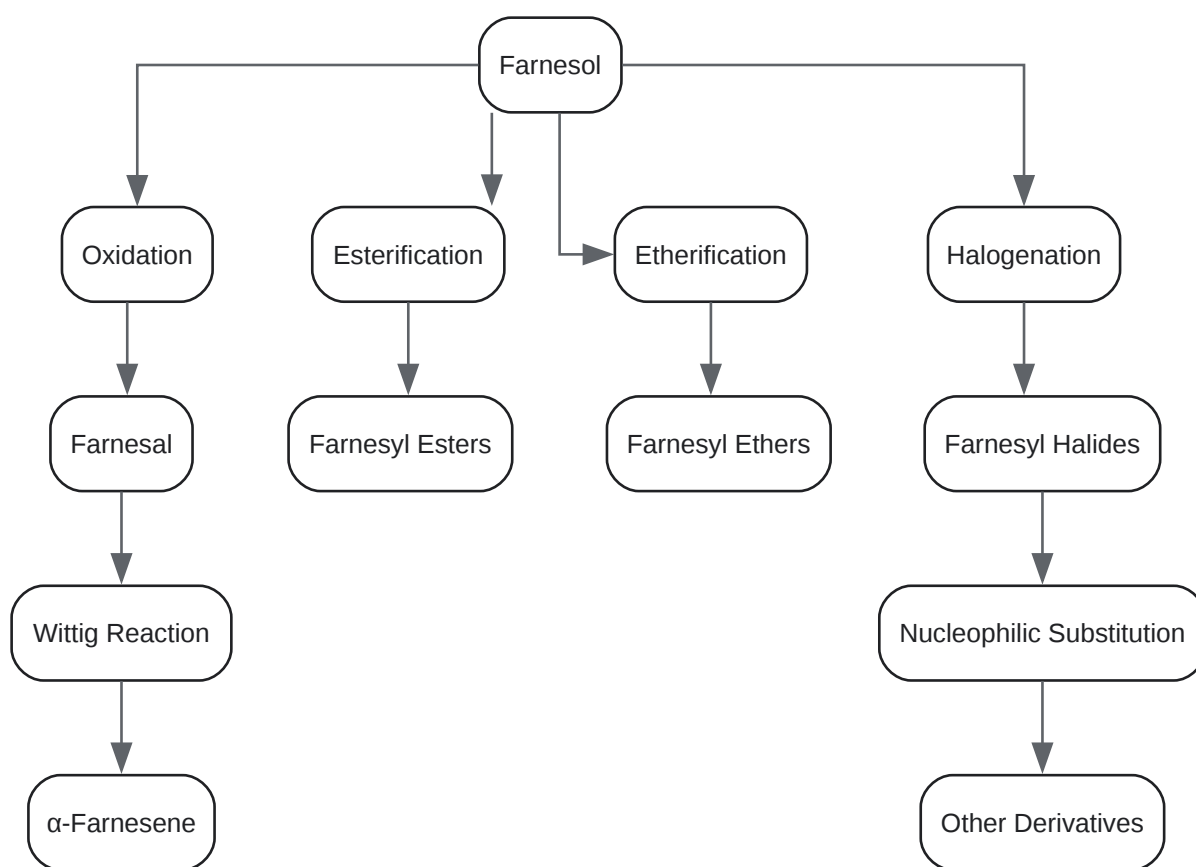 Farnesol
Oxidation
Esterification
Etherification
Halogenation
Farnesal
Farnesyl Esters
Farnesyl Ethers
Farnesyl Halides
Wittig Reaction
Nucleophilic Substitution
α-Farnesene
Other Derivatives